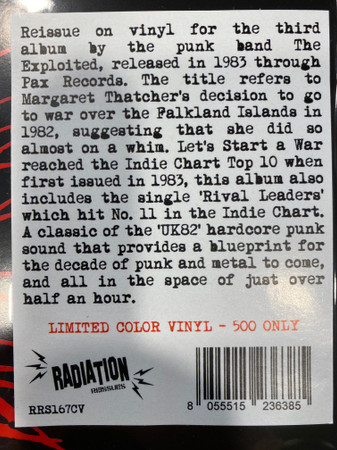 Reissue on vinyl for the third
album by the punk band The
Exploited, released in 1983 through
Pax Records. The title refers to
Margaret Thatcher's decision to go
to war over the Falkland Islands in
1982, suggesting that she did so
almost on a whim. Let's Start a War
reached the Indie Chart Top 10 when
first issued in 1983, this album also
includes the single 'Rival Leaders'
which hit No. 11 in the Indie Chart.
A classic of the 'UK82' hardcore punk
sound that provides a blueprint for
the decade of punk and metal to come,
and all in the space of just over
half an hour.
LIMITED COLOR VINYL - 500 ONLY
RADIATION
REISSUES
RRS167CV
8 055515 236385